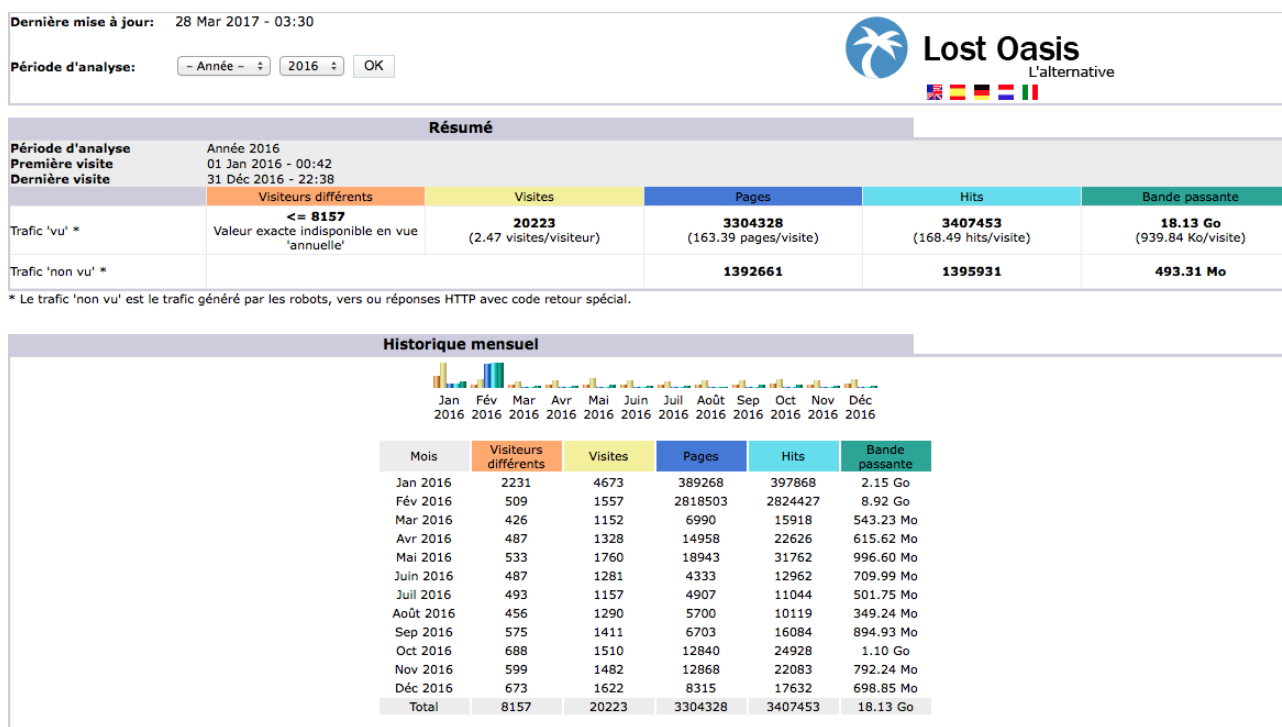 Dernière mise à jour: 28 Mar 2017 - 03:30
Période d'analyse: - Année - 2016 OK
Lost Oasis
L'alternative
Résumé
Période d'analyse Année 2016
Première visite 01 Jan 2016 - 00:42
Dernière visite 31 Déc 2016 - 22:38
Visiteurs différents Visites Pages Hits Bande passante
Trafic 'vu' * <= 8157 20223 3304328 3407453 18.13 Go
Valeur exacte indisponible en vue 'annuelle' (2.47 visites/visiteur) (163.39 pages/visite) (168.49 hits/visite) (939.84 Ko/visite)
Trafic 'non vu' * 1392661 1395931 493.31 Mo
* Le trafic 'non vu' est le trafic généré par les robots, vers ou réponses HTTP avec code retour spécial.
Historique mensuel
Jan Fév Mar Avr Mai Juin Juil Août Sep Oct Nov Déc
2016 2016 2016 2016 2016 2016 2016 2016 2016 2016 2016 2016
Mois Visiteurs différents Visites Pages Hits Bande passante
Jan 2016 2231 4673 389268 397868 2.15 Go
Fév 2016 509 1557 2818503 2824427 8.92 Go
Mar 2016 426 1152 6990 15918 543.23 Mo
Avr 2016 487 1328 14958 22626 615.62 Mo
Mai 2016 533 1760 18943 31762 996.60 Mo
Juin 2016 487 1281 4333 12962 709.99 Mo
Juil 2016 493 1157 4907 11044 501.75 Mo
Août 2016 456 1290 5700 10119 349.24 Mo
Sep 2016 575 1411 6703 16084 894.93 Mo
Oct 2016 688 1510 12840 24928 1.10 Go
Nov 2016 599 1482 12868 22083 792.24 Mo
Déc 2016 673 1622 8315 17632 698.85 Mo
Total 8157 20223 3304328 3407453 18.13 Go